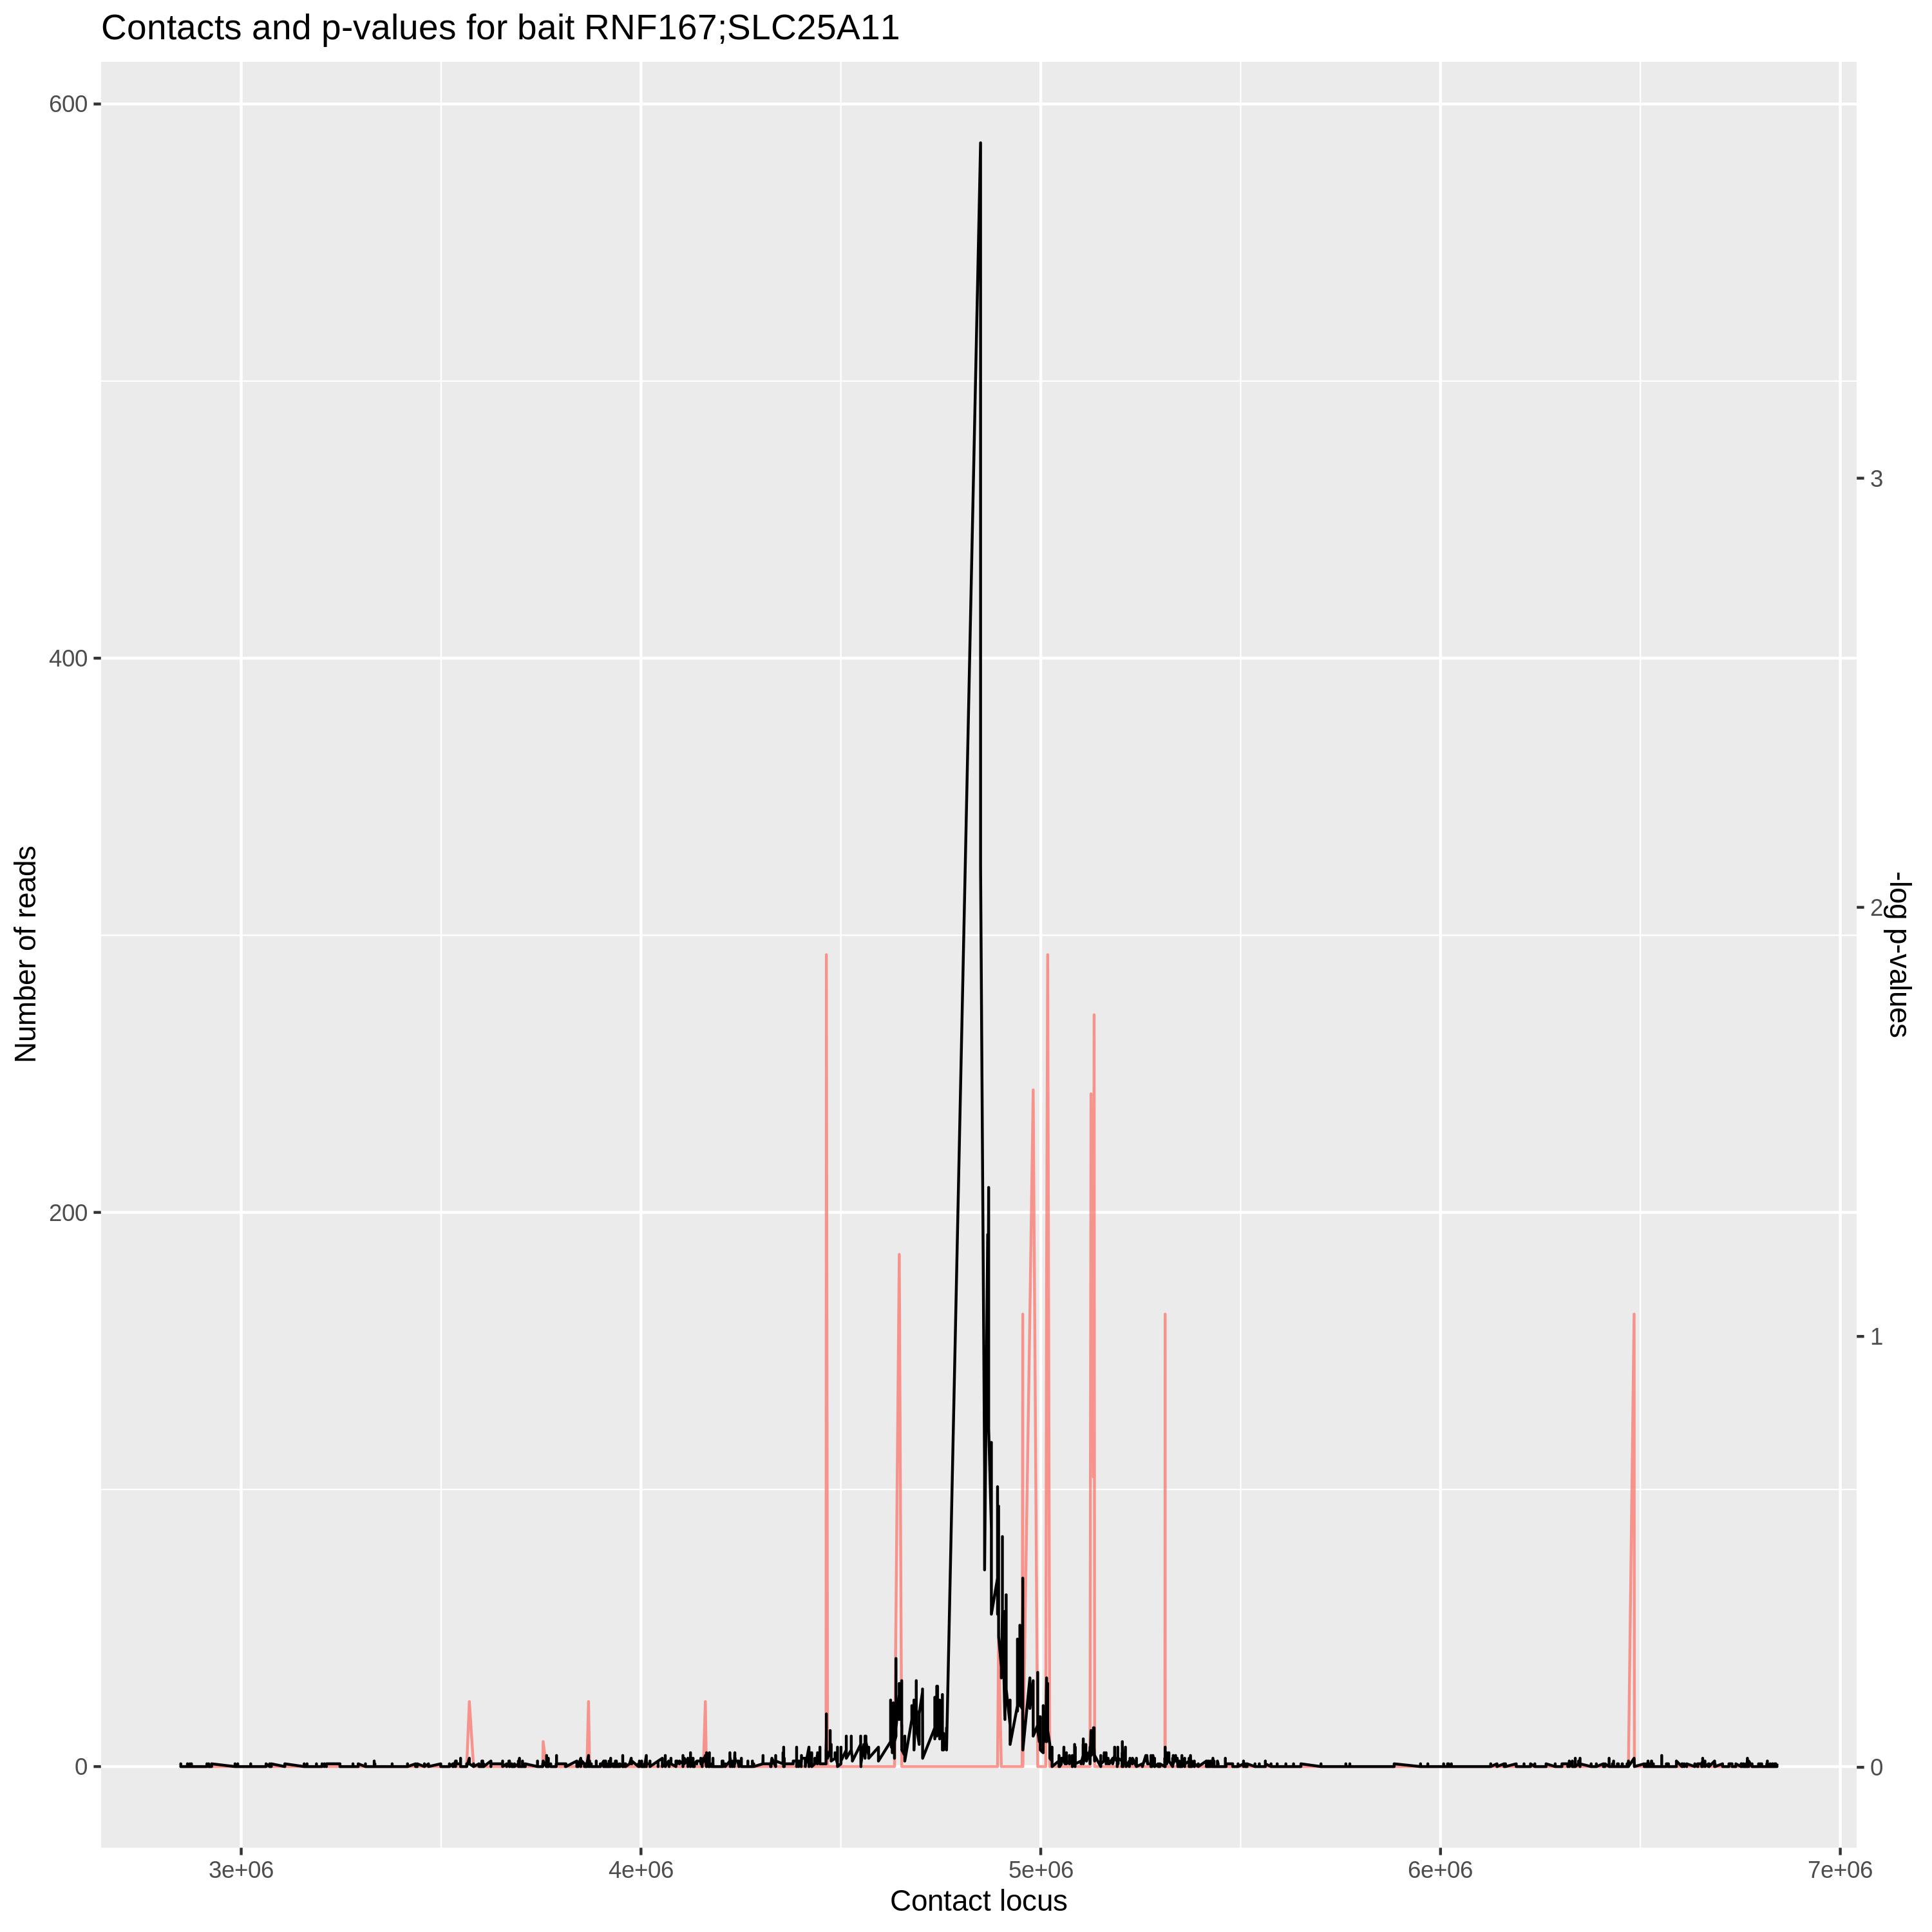 Contacts and p-values for bait RNF167;SLC25A11
600
400
200
0
Number of reads
3
2
1
0
-log p-values
3e+06
4e+06
5e+06
6e+06
7e+06
Contact locus